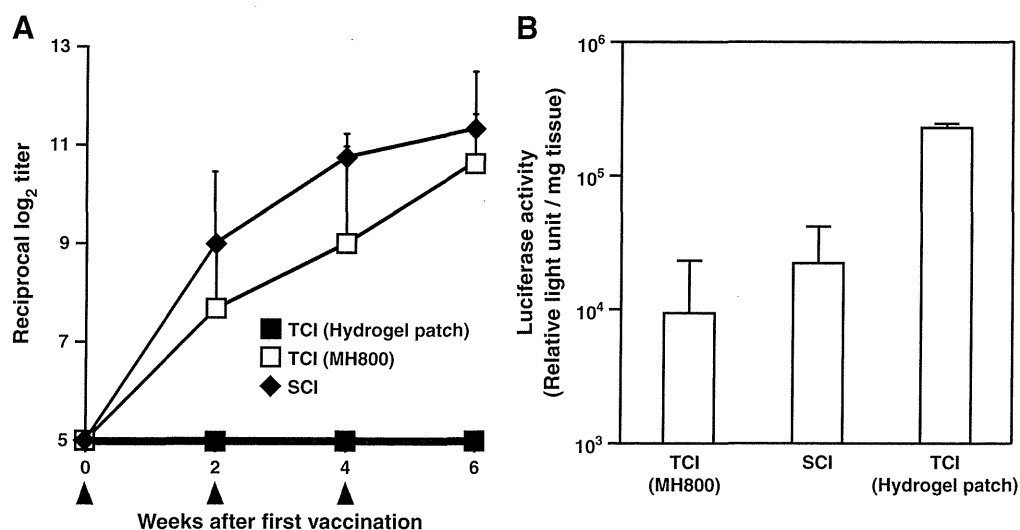 A
13
11
9
7
5
Reciprocal log2 titer
TCI (Hydrogel patch)
TCI (MH800)
SCI
0 2 4 6
Weeks after first vaccination
B
10^6
10^5
10^4
10^3
Luciferase activity
(Relative light unit / mg tissue)
TCI
(MH800)
SCI
TCI
(Hydrogel patch)